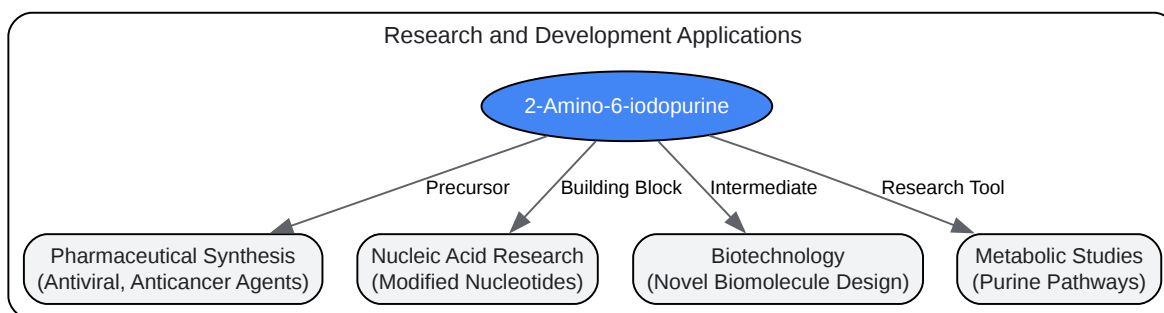 Research and Development Applications
2-Amino-6-iodopurine
Precursor
Building Block
Intermediate
Research Tool
Pharmaceutical Synthesis
(Antiviral, Anticancer Agents)
Nucleic Acid Research
(Modified Nucleotides)
Biotechnology
(Novel Biomolecule Design)
Metabolic Studies
(Purine Pathways)